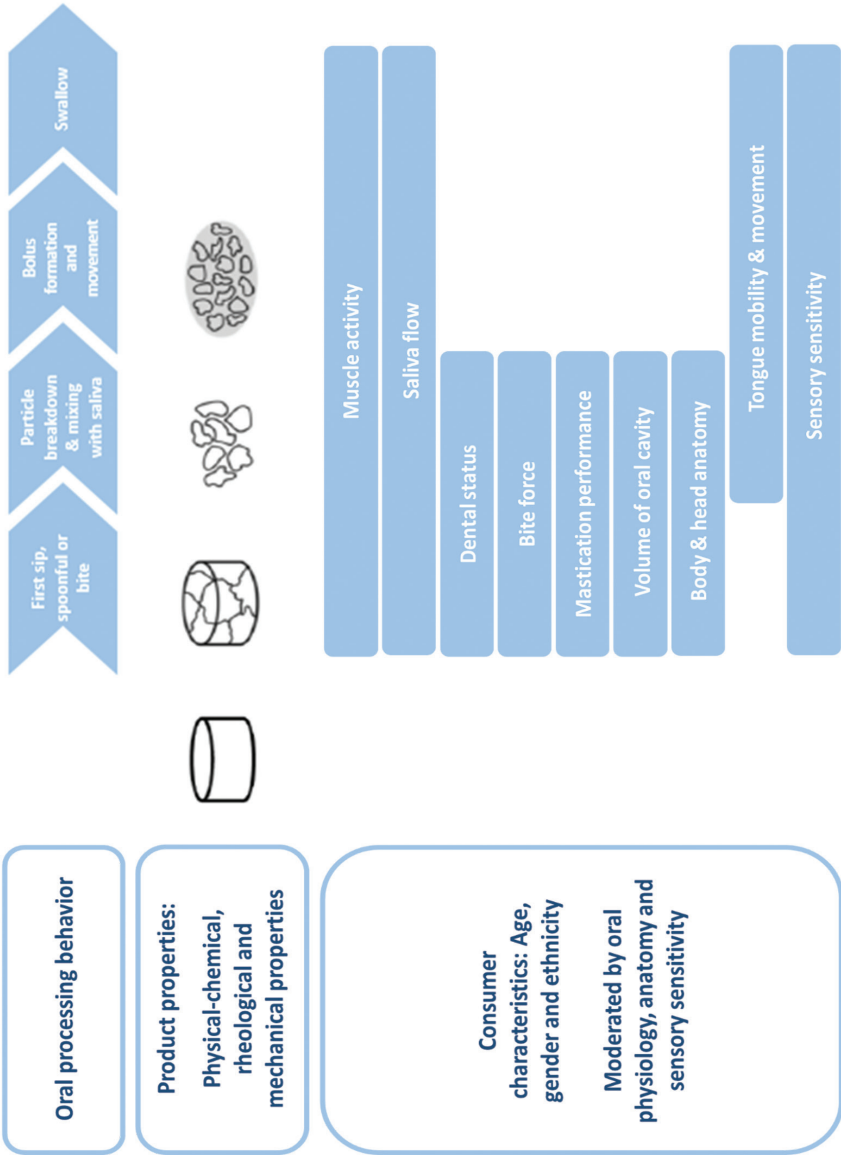 Oral processing behavior
First sip,
spoonful or
bite
Particle
breakdown
& mixing
with saliva
Bolus
formation
and
movement
Swallow
Product properties:
Physical-chemical,
rheological and
mechanical properties
Consumer
characteristics: Age,
gender and ethnicity
Moderated by oral
physiology, anatomy and
sensory sensitivity
Muscle activity
Saliva flow
Dental status
Bite force
Mastication performance
Volume of oral cavity
Body & head anatomy
Tongue mobility & movement
Sensory sensitivity